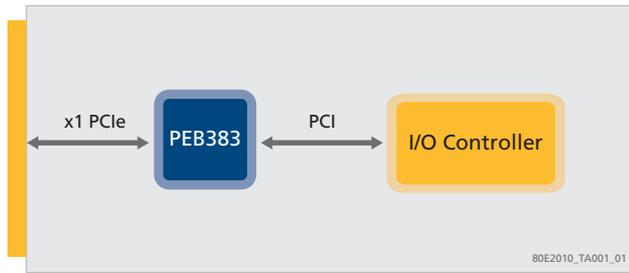 x1 PCIe
PEB383
PCI
I/O Controller
80E2010_TA001_01